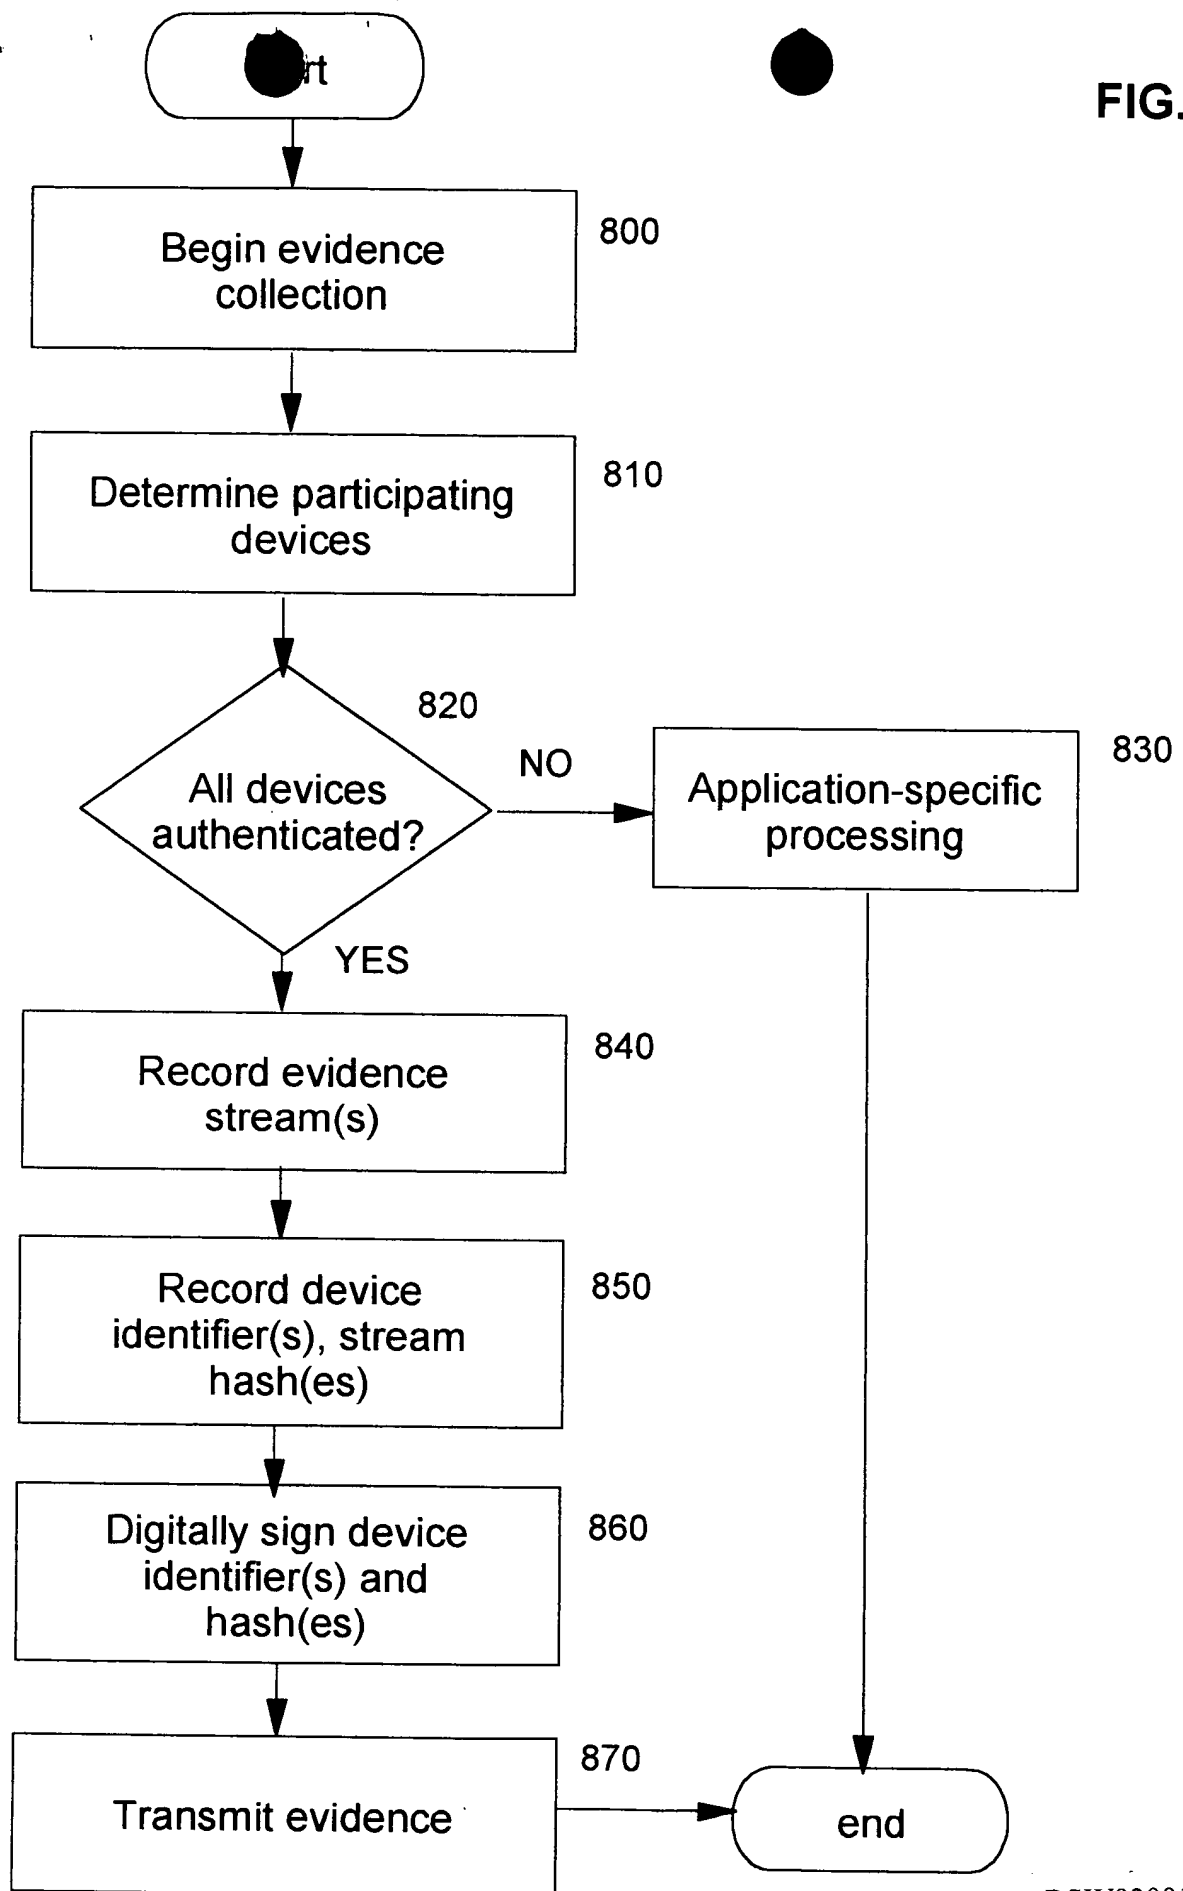 FIG.
Begin evidence
collection
800
Determine participating
devices
810
820
All devices
authenticated?
NO
YES
Application-specific
processing
830
Record evidence
stream(s)
840
Record device
identifier(s), stream
hash(es)
850
Digitally sign device
identifier(s) and
hash(es)
860
Transmit evidence
870
end